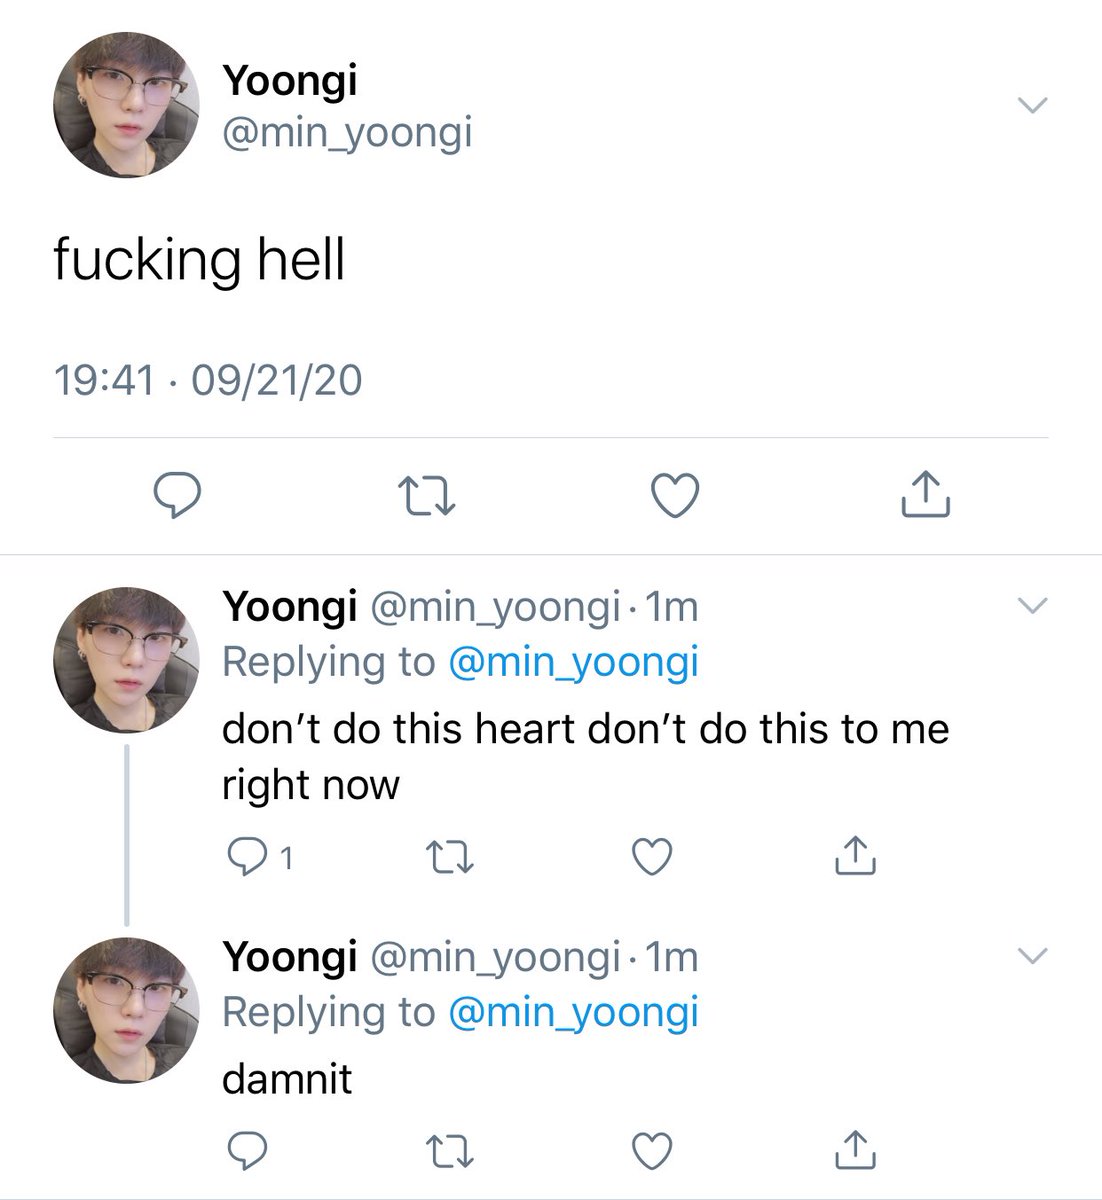 Yoongi
@min_yoongi
fucking hell
19:41 · 09/21/20
Yoongi @min_yoongi · 1m
Replying to @min_yoongi
don’t do this heart don’t do this to me
right now
1
Yoongi @min_yoongi · 1m
Replying to @min_yoongi
damnit